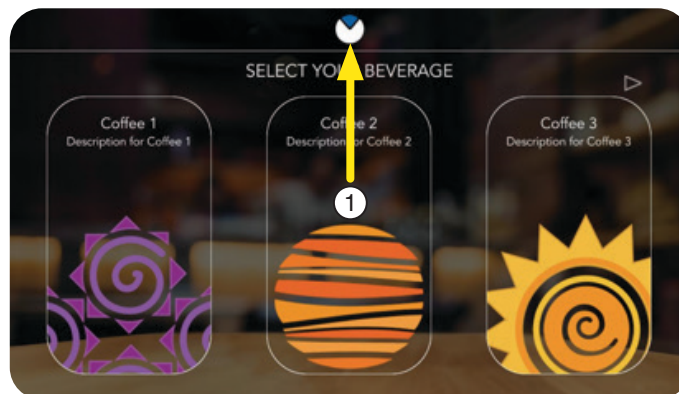 SELECT YOUR BEVERAGE
Coffee 1
Description for Coffee 1
Coffee 2
Description for Coffee 2
Coffee 3
Description for Coffee 3
1